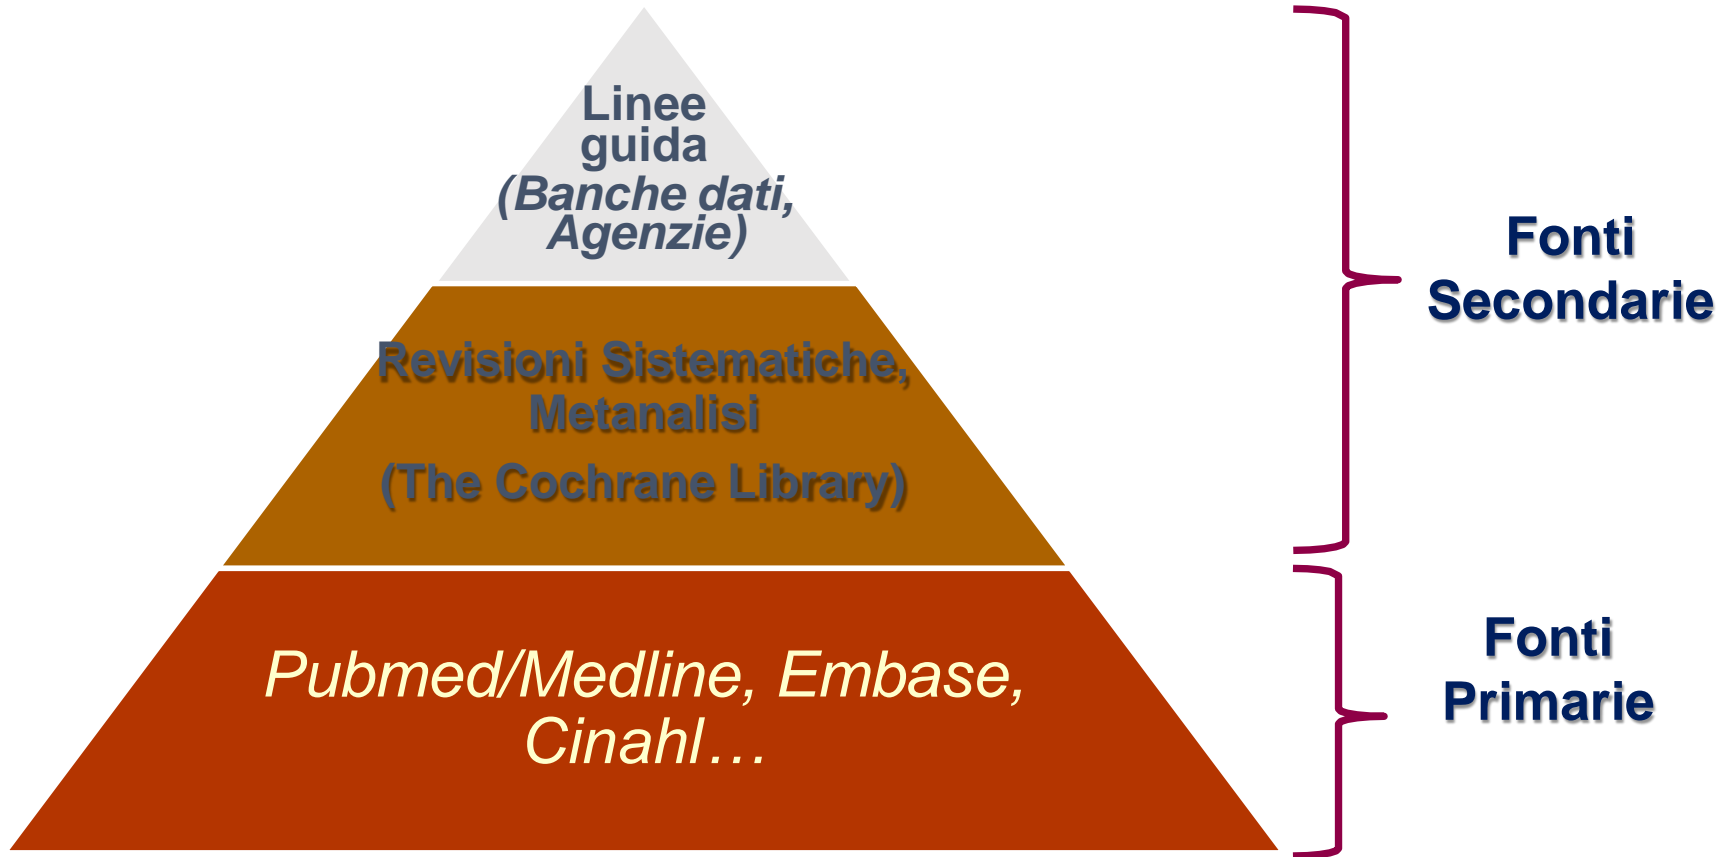 Linee
guida
(Banche dati,
Agenzie)
Revisioni Sistematiche,
Metanalisi
(The Cochrane Library)
Pubmed/Medline, Embase,
Cinahl…
Fonti
Secondarie
Fonti
Primarie